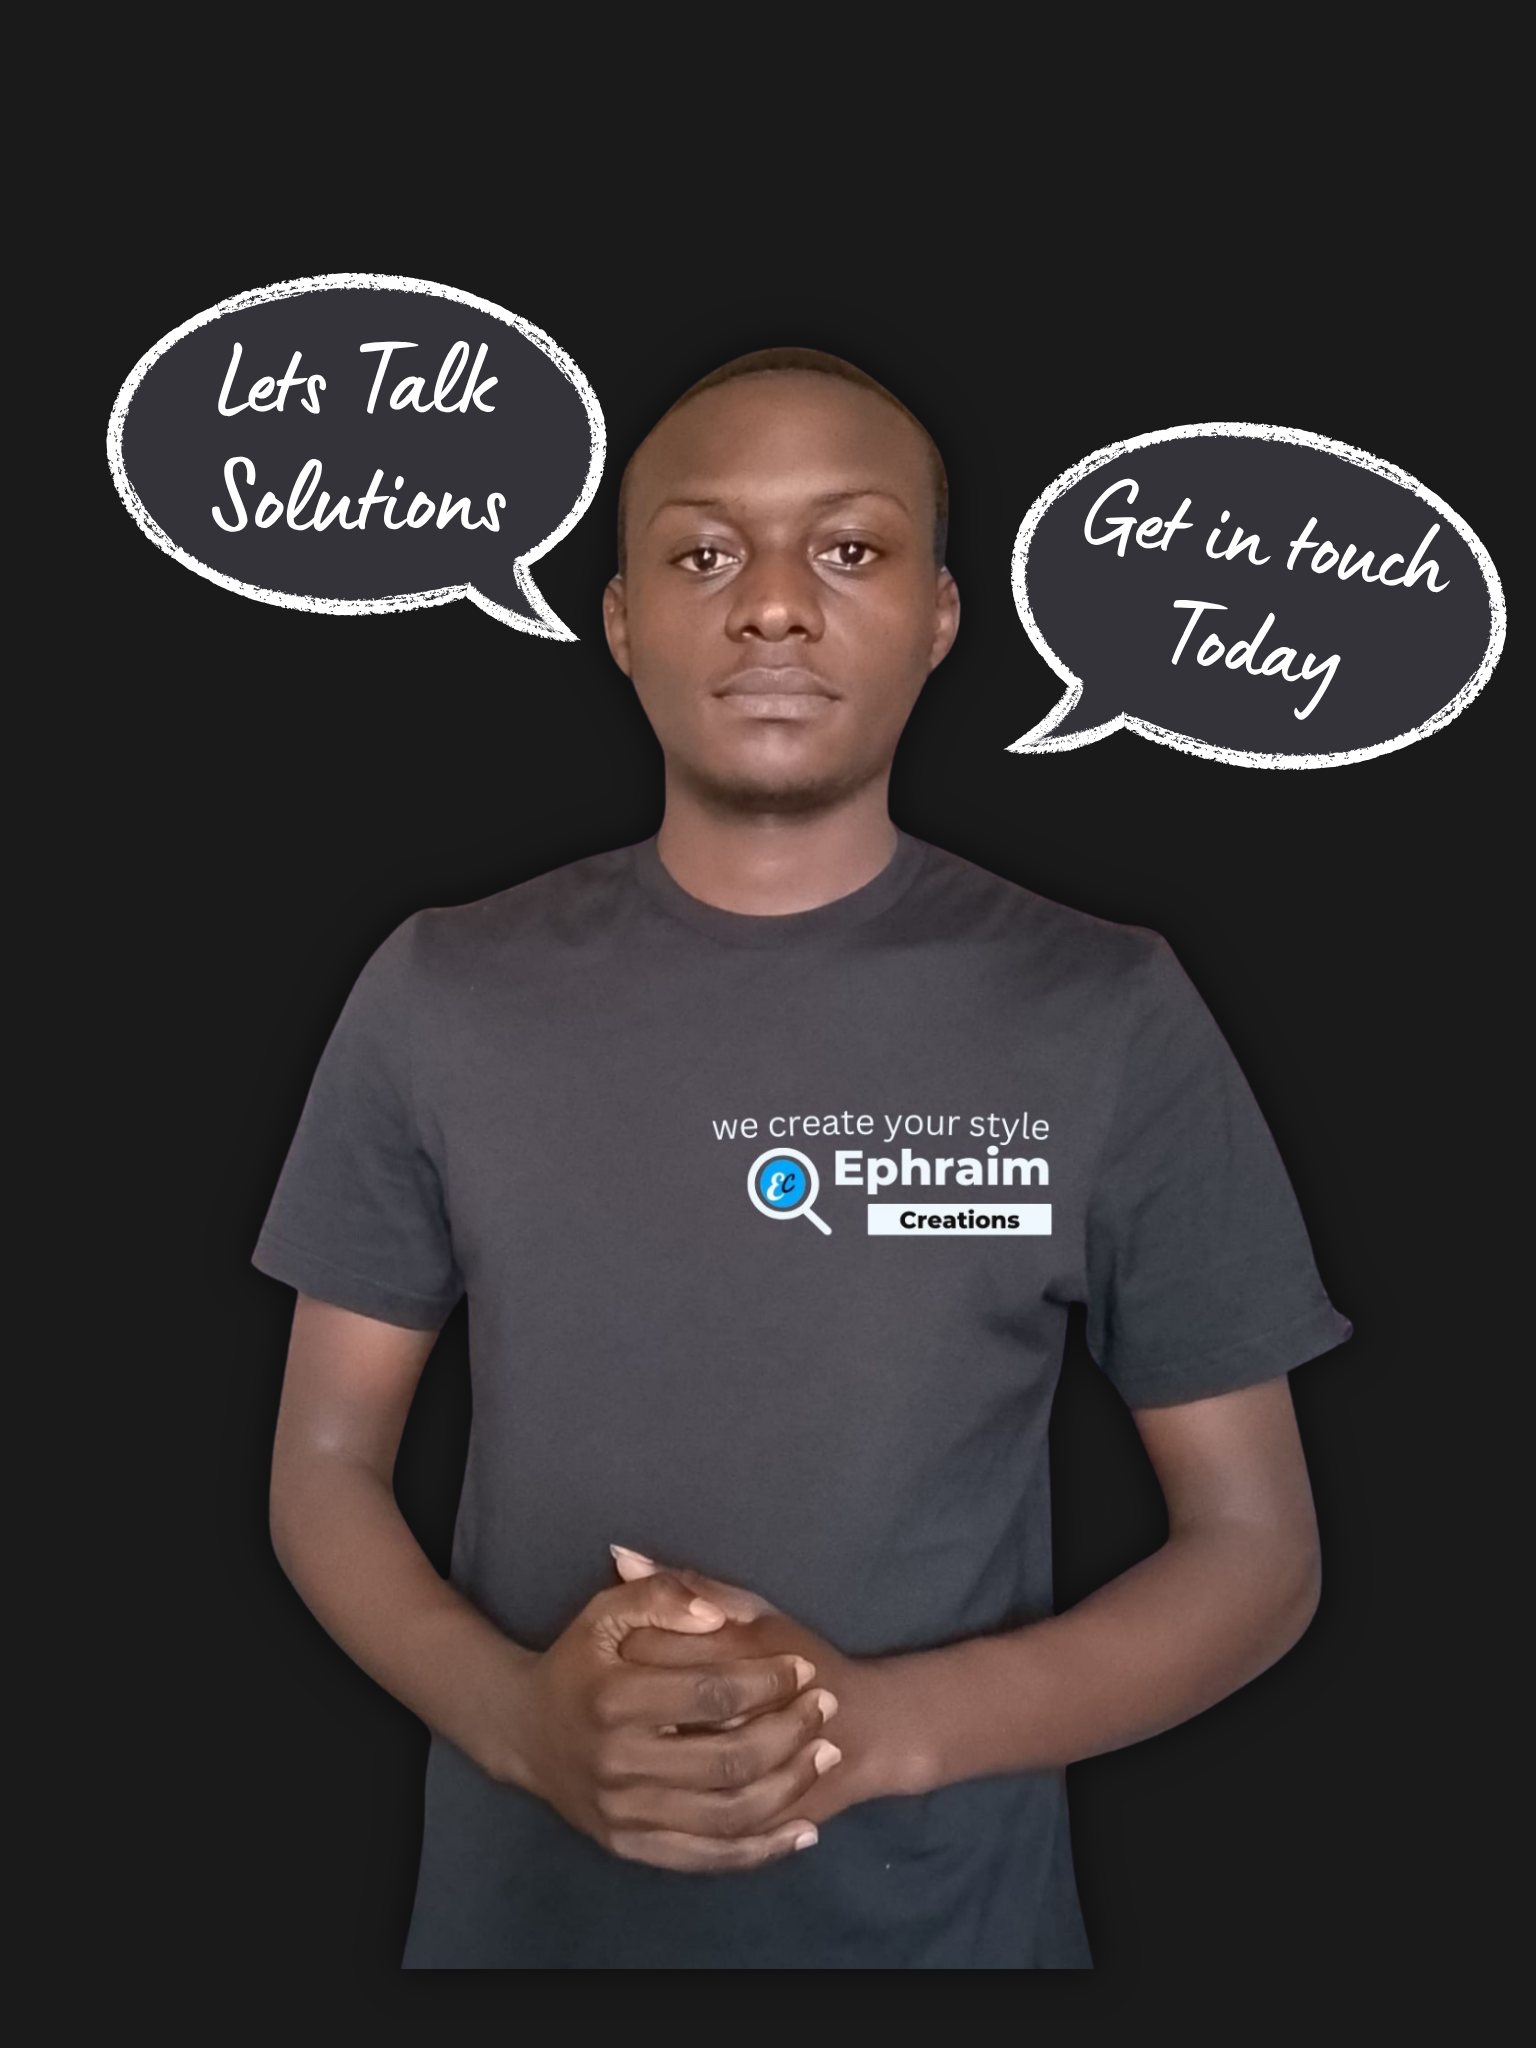 Lets Talk
Solutions
Get in touch
Today
we create your style
EC
Ephraim
Creations